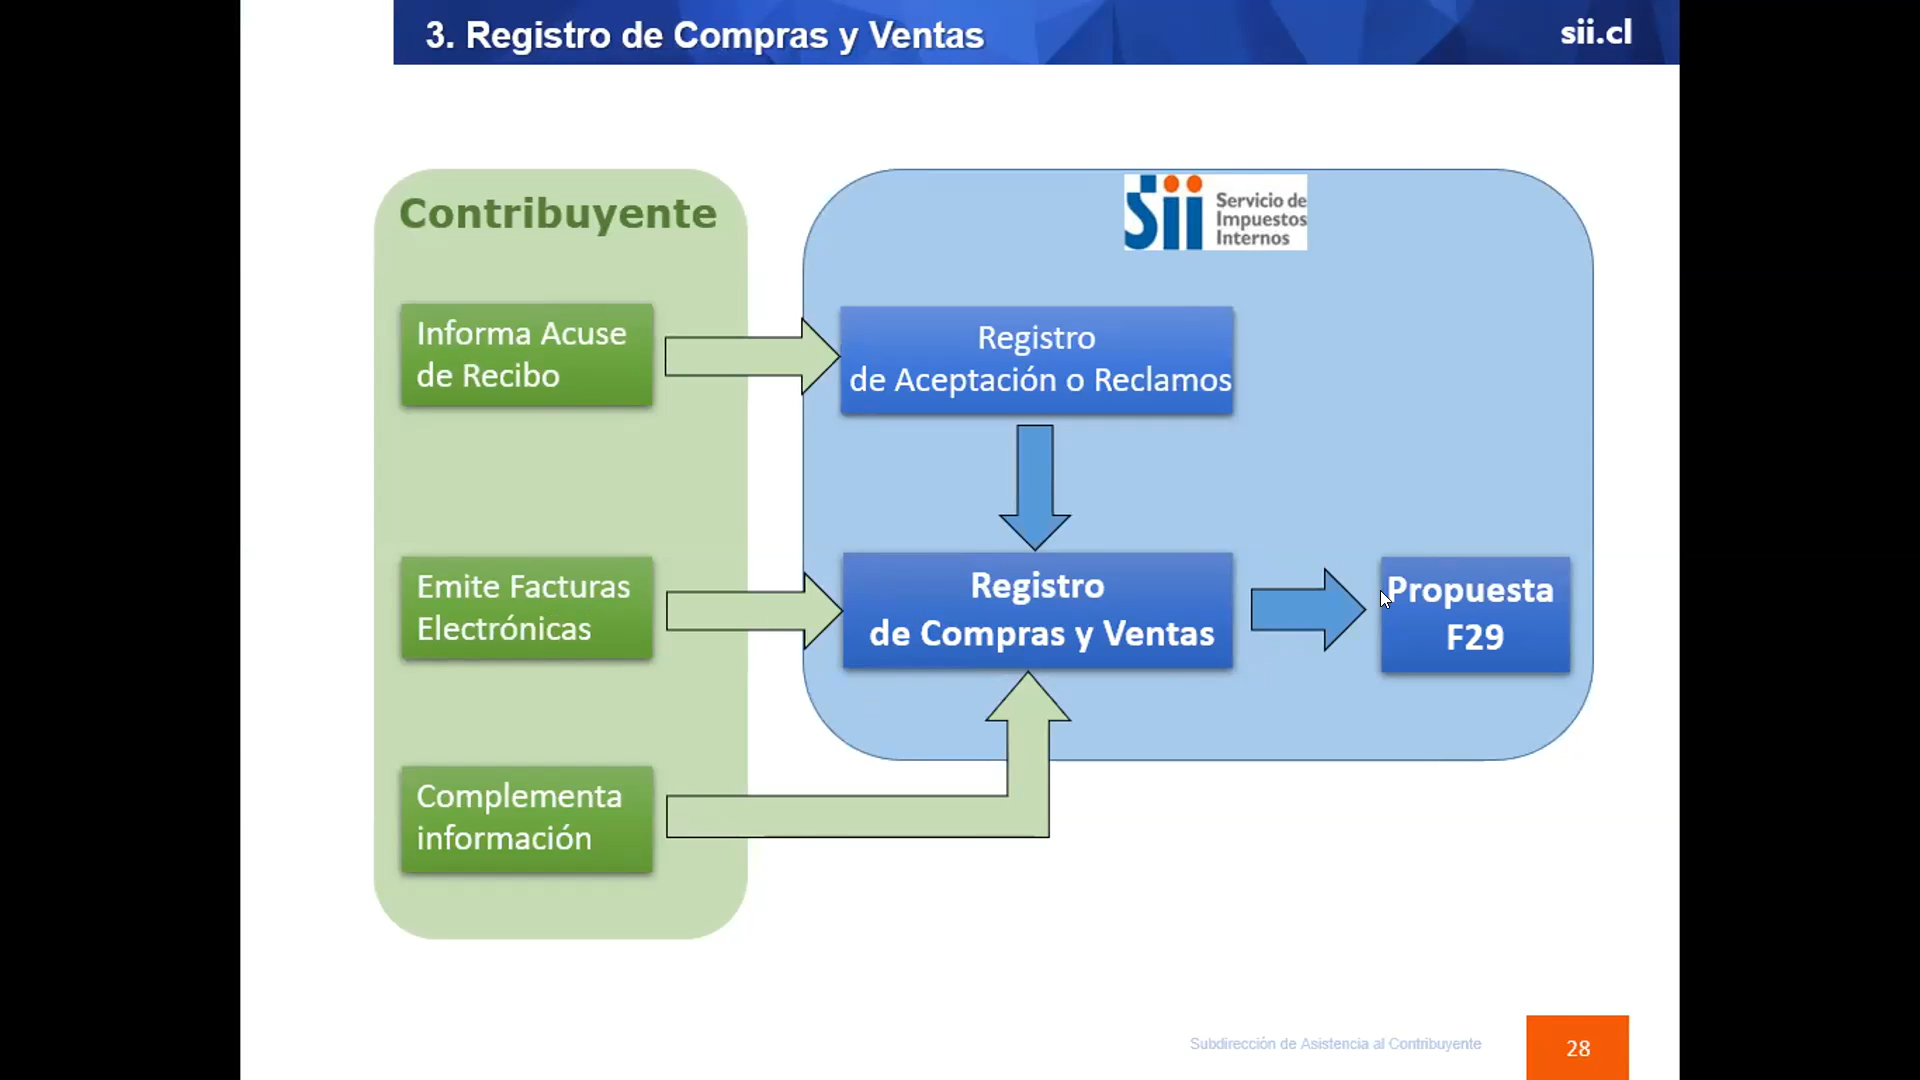 3. Registro de Compras y Ventas
sii.cl
Contribuyente
Sii
Servicio de
Impuestos
Internos
Informa Acuse
de Recibo
Registro
de Aceptación o Reclamos
Emite Facturas
Electrónicas
Registro
de Compras y Ventas
Propuesta
F29
Complementa
información
Subdirección de Asistencia al Contribuyente
28